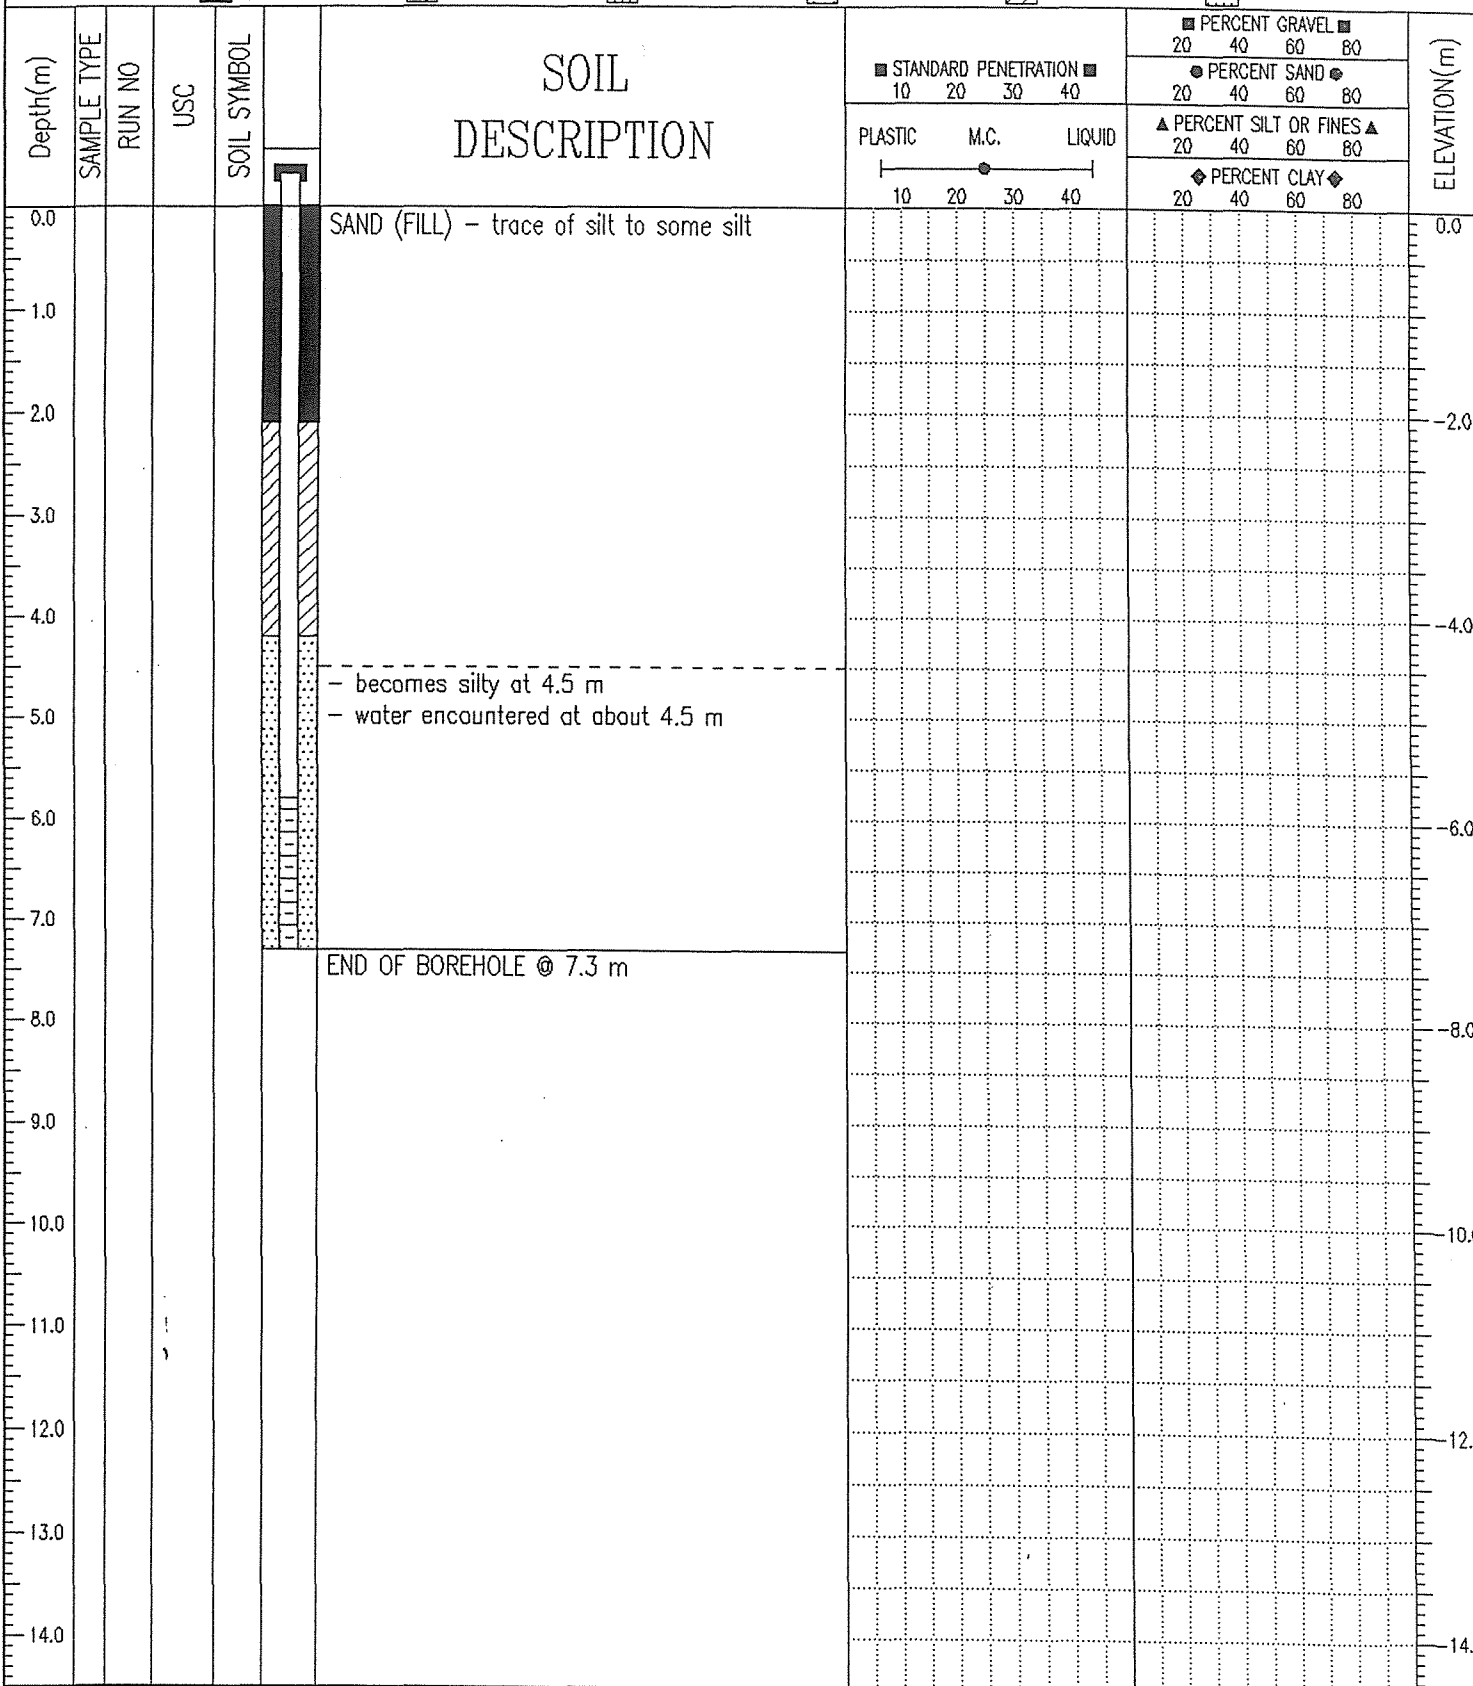 Depth(m)
SAMPLE TYPE
RUN NO
USC
SOIL SYMBOL
SOIL
DESCRIPTION
■ STANDARD PENETRATION ■
10 20 30 40
PLASTIC M.C. LIQUID
10 20 30 40
■ PERCENT GRAVEL ■
20 40 60 80
● PERCENT SAND ●
20 40 60 80
▲ PERCENT SILT OR FINES ▲
20 40 60 80
◆ PERCENT CLAY ◆
20 40 60 80
ELEVATION(m)
0.0
SAND (FILL) – trace of silt to some silt
0.0
1.0
2.0
-2.0
3.0
4.0
-4.0
– becomes silty at 4.5 m
– water encountered at about 4.5 m
5.0
6.0
-6.0
7.0
END OF BOREHOLE @ 7.3 m
8.0
-8.0
9.0
10.0
-10.
11.0
12.0
-12.
13.0
14.0
-14.